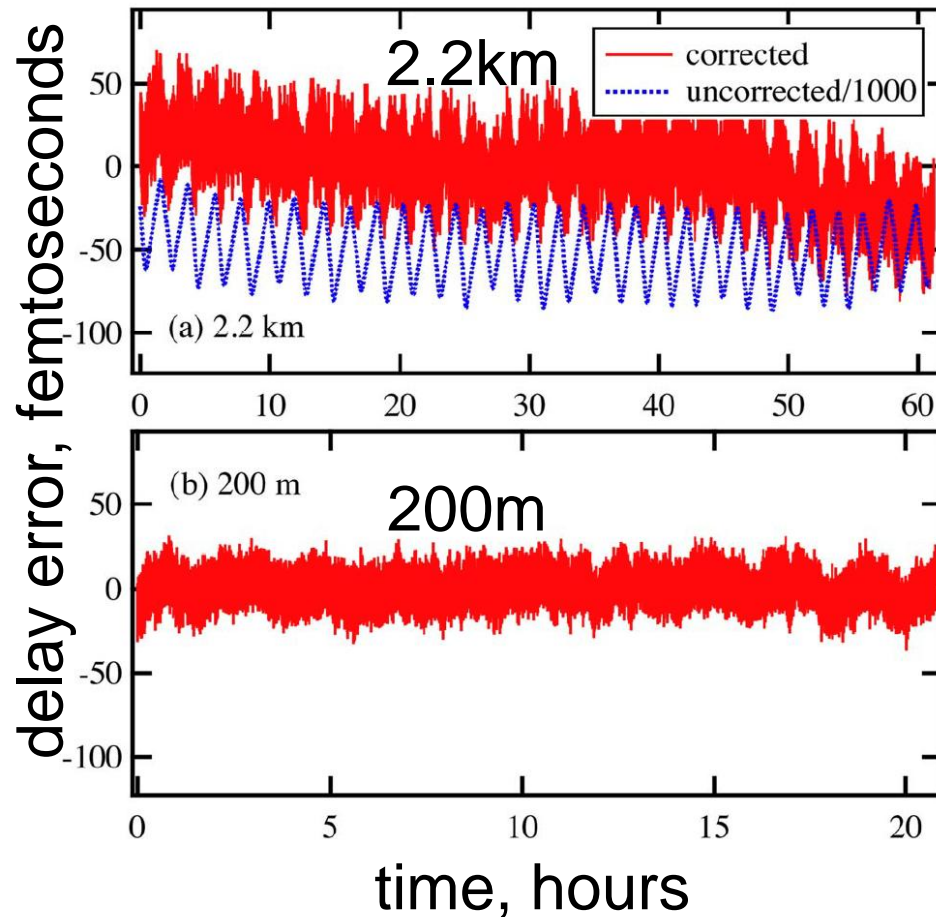 delay error, femtoseconds
2.2km
corrected
uncorrected/1000
50
0
-50
-100
(a) 2.2 km
0 10 20 30 40 50 60
(b) 200 m
200m
50
0
-50
-100
0 5 10 15 20
time, hours